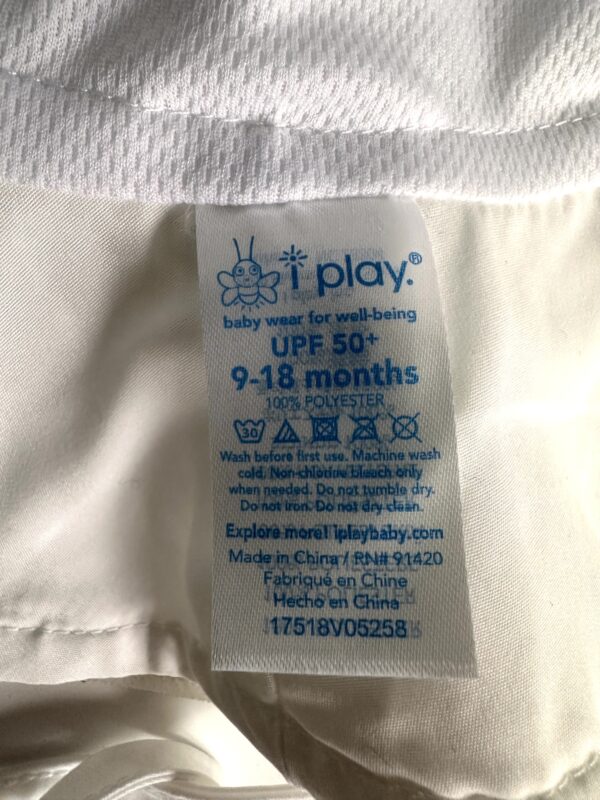 i play.®
baby wear for well-being
UPF 50+
9-18 months
100% POLYESTER
30
Wash before first use. Machine wash
cold. Non-chlorine bleach only
when needed. Do not tumble dry.
Do not iron. Do not dry clean.
Explore more! iplaybaby.com
Made in China / RN# 91420
Fabriqué en Chine
Hecho en China
17518V05258